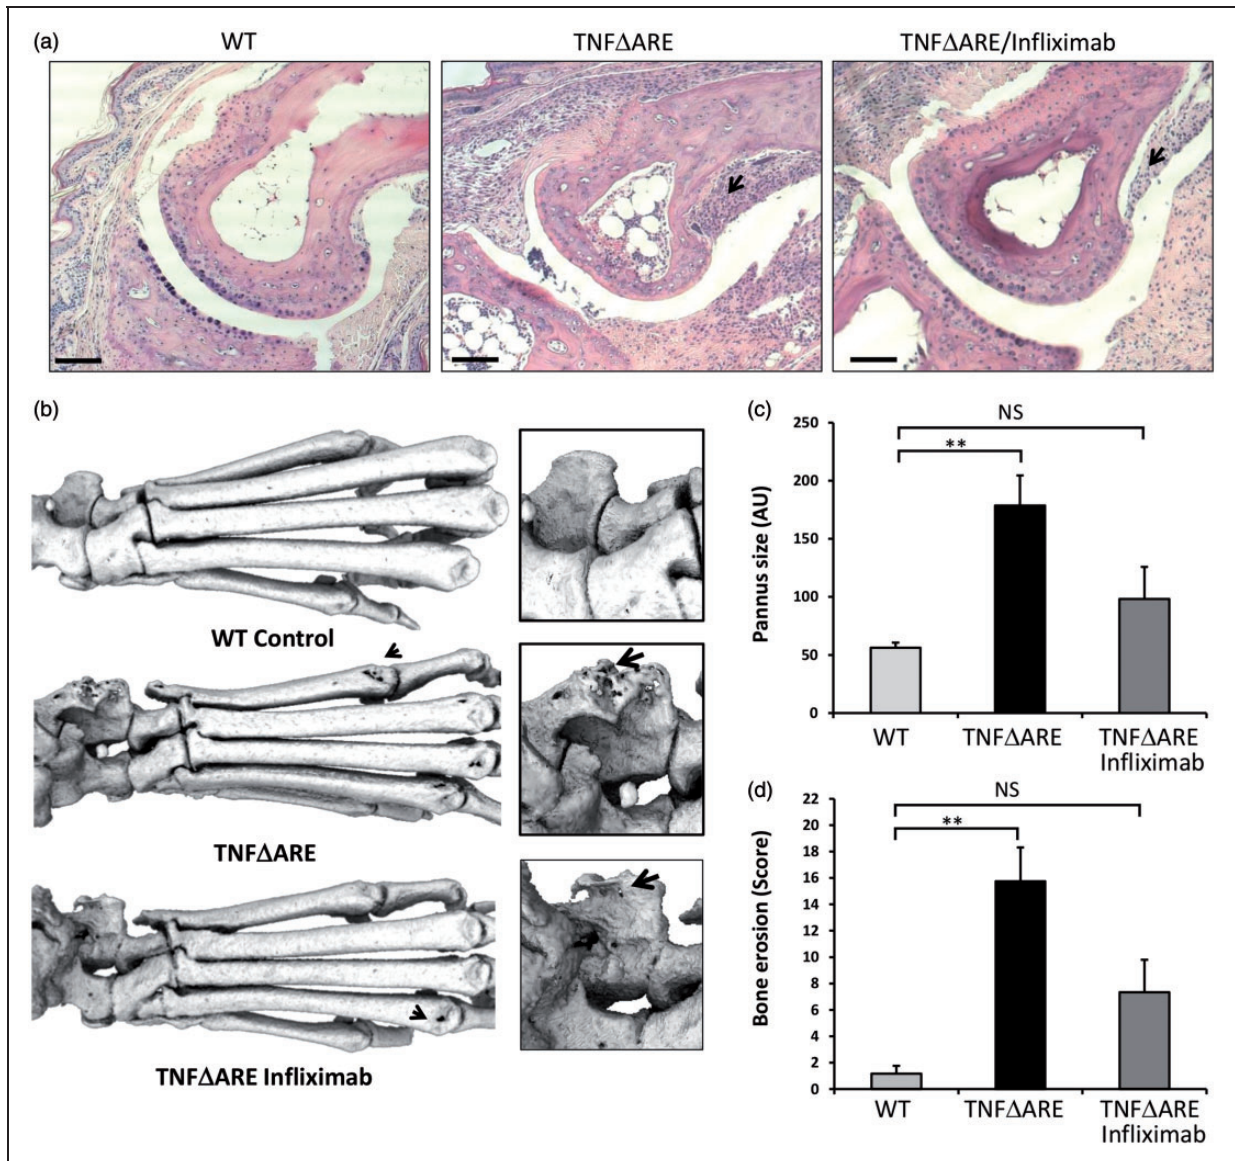 (a)
WT
TNFΔARE
TNFΔARE/Infliximab
(b)
WT Control
TNFΔARE
TNFΔARE Infliximab
(c)
NS
**
250
200
150
100
50
0
Pannus size (AU)
WT
TNFΔARE
TNFΔARE
Infliximab
(d)
NS
**
22
20
18
16
14
12
10
8
6
4
2
0
Bone erosion (Score)
WT
TNFΔARE
TNFΔARE
Infliximab